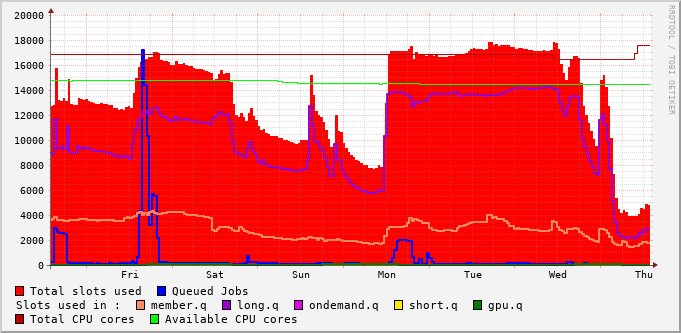 RRDTOOL / TOBI OETIKER
20000
18000
16000
14000
12000
10000
8000
6000
4000
2000
0
Fri Sat Sun Mon Tue Wed Thu
Total slots used Queued Jobs
Slots used in : member.q long.q ondemand.q short.q gpu.q
Total CPU cores Available CPU cores